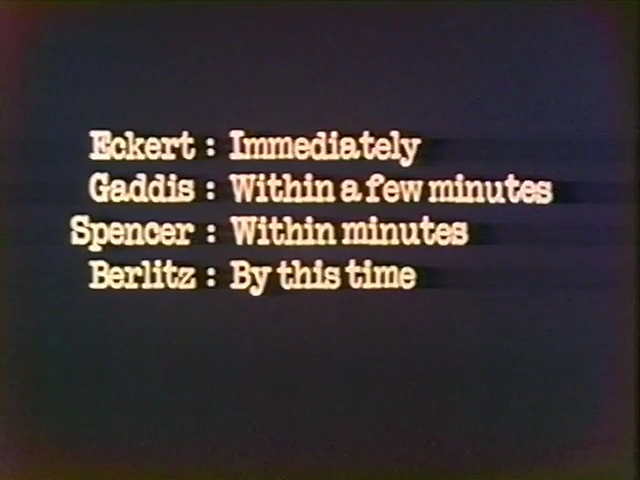 Eckert : Immediately
Gaddis : Within a few minutes
Spencer : Within minutes
Berlitz : By this time